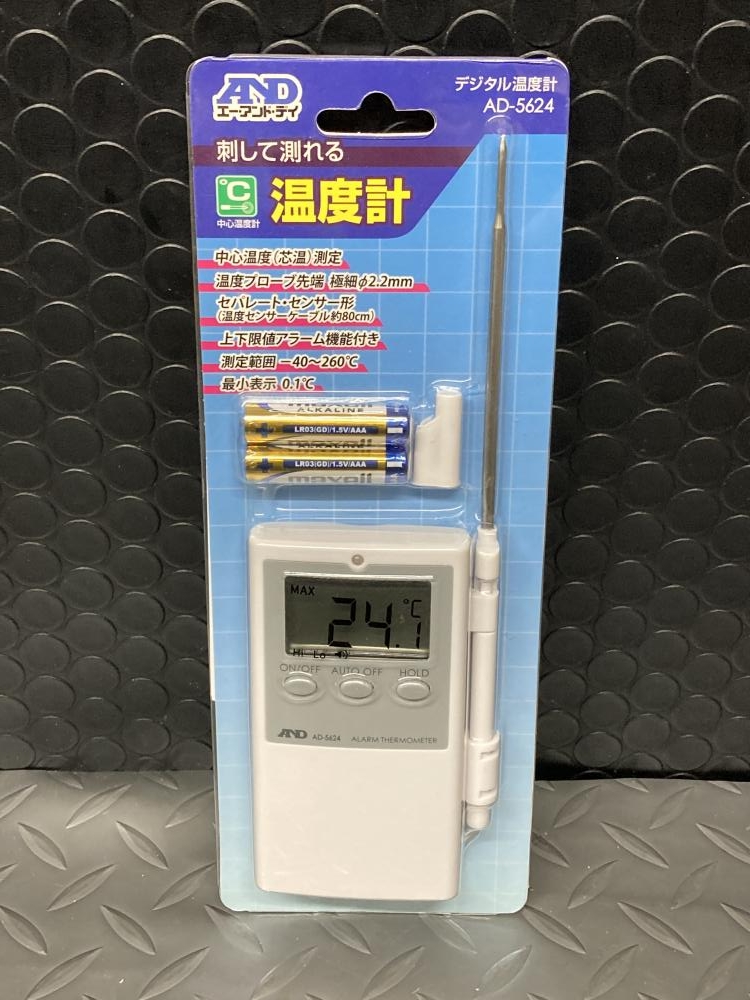 AND
エー・アンド・デイ
デジタル温度計
AD-5624
刺して測れる
℃
中心温度計
温度計
中心温度(芯温)測定
温度プローブ先端 極細φ2.2mm
セパレート・センサー形
(温度センサーケーブル約80cm)
上下限値アラーム機能付き
測定範囲 −40〜260℃
最小表示 0.1℃
maxell
ALKALINE
LR03(GD)/1.5V/AAA
LR03(GD)/1.5V/AAA
maxell
MAX
24.1 ℃
HI Lo
ON/OFF AUTO OFF HOLD
AND AD-5624 ALARM THERMOMETER